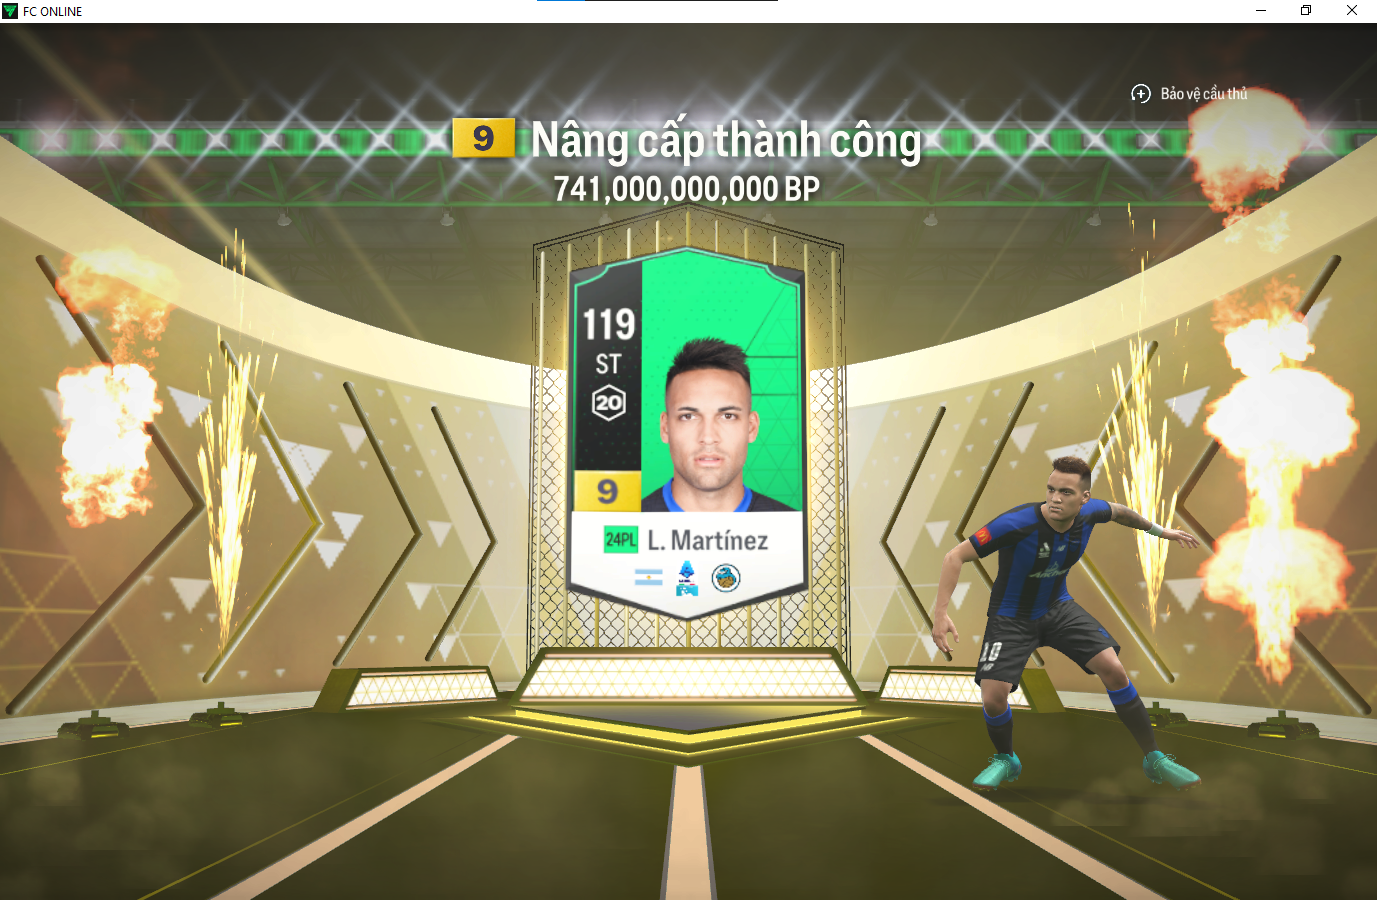 FC ONLINE
Bảo vệ cầu thủ
9 Nâng cấp thành công
741,000,000,000 BP
119
ST
20
9
24PL L. Martínez
10